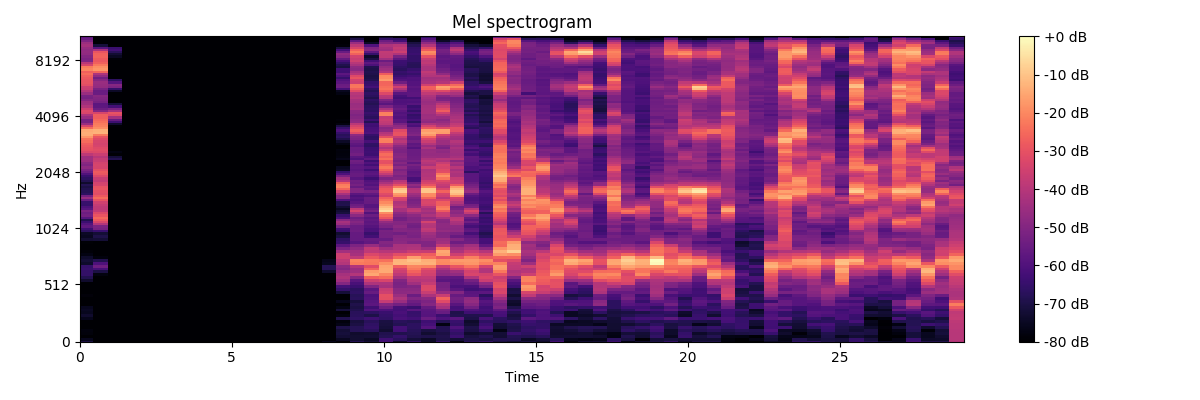 Mel spectrogram
8192
4096
2048
1024
512
0
Hz
0 5 10 15 20 25
Time
+0 dB
-10 dB
-20 dB
-30 dB
-40 dB
-50 dB
-60 dB
-70 dB
-80 dB